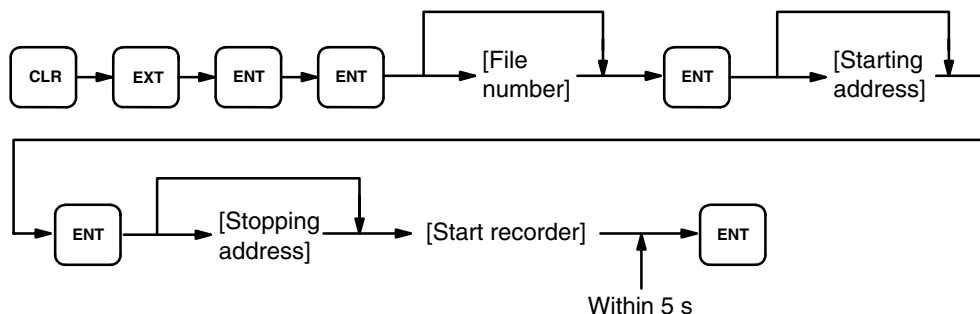 CLR EXT ENT ENT [File number] ENT [Starting address]
ENT [Stopping address] [Start recorder] ENT
Within 5 s